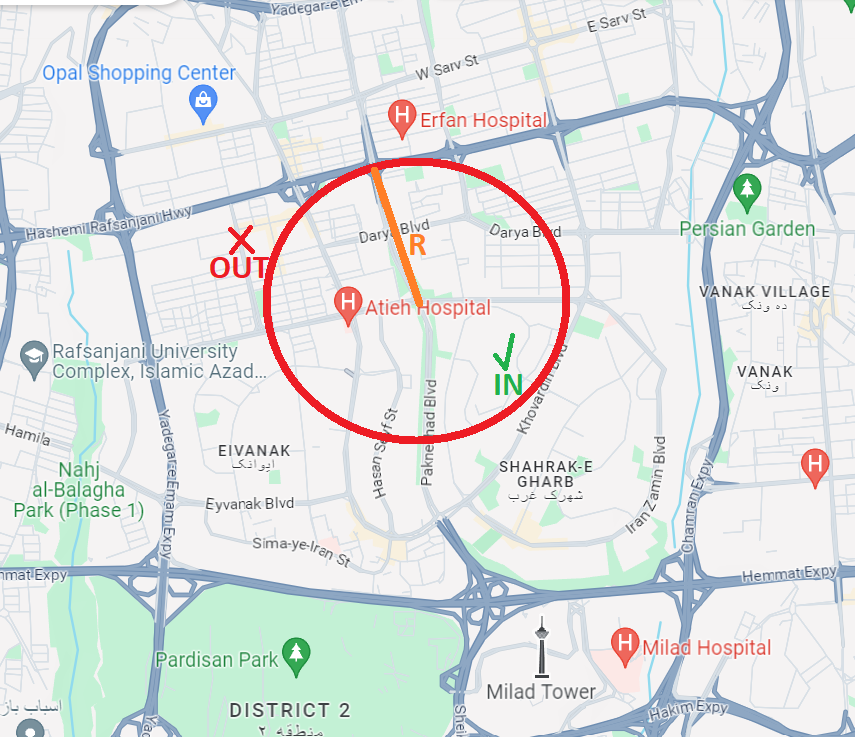 Yadegar-e Em
E Sarv St
W Sarv St
Opal Shopping Center
H
Erfan Hospital
Hashemi Rafsanjani Hwy
Darya Blvd
Darya Blvd
R
OUT
Persian Garden
H
Atieh Hospital
VANAK VILLAGE
ده ونک
Rafsanjani University
Complex, Islamic Azad...
IN
VANAK
ونک
Khovardin Blvd
Paknejhad Blvd
Hasan Seyf St
Hamila
EIVANAK
ایوانک
SHAHRAK-E
GHARB
شهرک غرب
H
Nahj
al-Balagha
Park (Phase 1)
Eyvanak Blvd
Iran Zamin Blvd
Chamran Expy
Yadegar-e Emam Expy
Sima-ye-Iran St
mmat Expy
Hemmat Expy
H
Milad Hospital
Pardisan Park
Milad Tower
DISTRICT 2
منطقه ۲
اسباب باز
Hakim Expy
Ya
Sheik